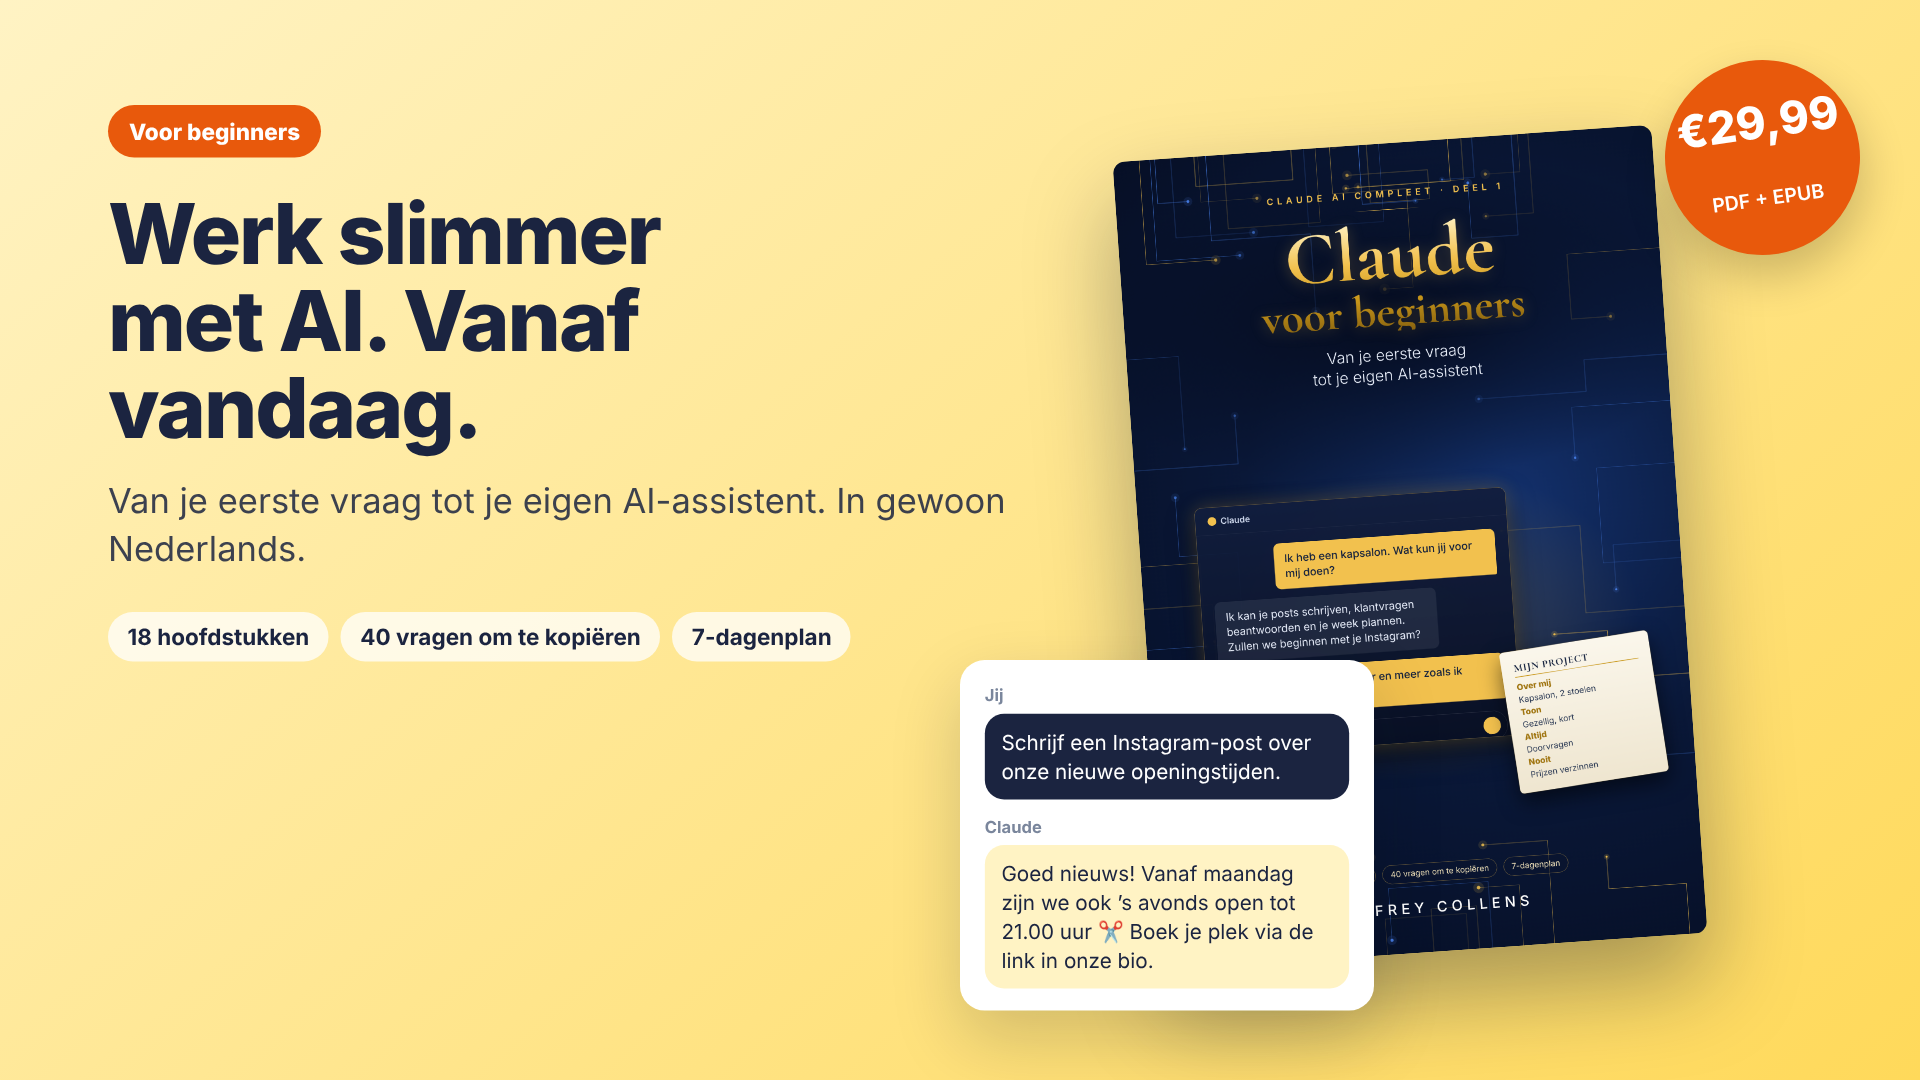 Voor beginners
Werk slimmer
met AI. Vanaf
vandaag.
Van je eerste vraag tot je eigen AI-assistent. In gewoon
Nederlands.
18 hoofdstukken
40 vragen om te kopiëren
7-dagenplan
€29,99
PDF + EPUB
CLAUDE AI COMPLEET · DEEL 1
Claude
voor beginners
Van je eerste vraag
tot je eigen AI-assistent
Claude
Ik heb een kapsalon. Wat kun jij voor
mij doen?
Ik kan je posts schrijven, klantvragen
beantwoorden en je week plannen.
Zullen we beginnen met je Instagram?
en meer zoals ik
MIJN PROJECT
Over mij
Kapsalon, 2 stoelen
Toon
Gezellig, kort
Altijd
Doorvragen
Nooit
Prijzen verzinnen
40 vragen om te kopiëren
7-dagenplan
FREY COLLENS
Jij
Schrijf een Instagram-post over
onze nieuwe openingstijden.
Claude
Goed nieuws! Vanaf maandag
zijn we ook ’s avonds open tot
21.00 uur ✂️ Boek je plek via de
link in onze bio.